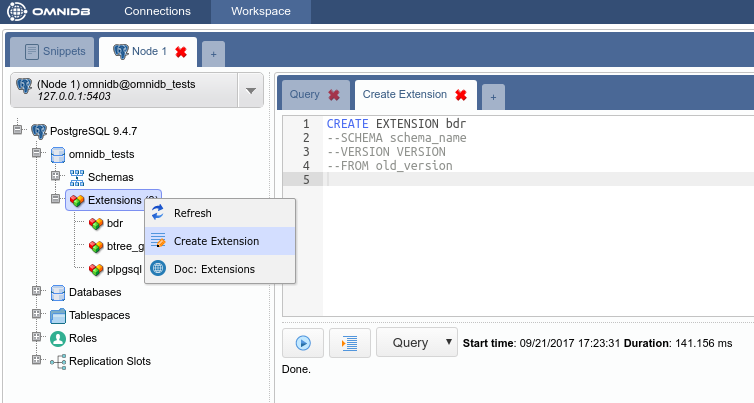 OMNIDB Connections Workspace
Snippets Node 1 +
(Node 1) omnidb@omnidb_tests
127.0.0.1:5403
PostgreSQL 9.4.7
omnidb_tests
Schemas
Extensions
bdr
btree_g
plpgsql
Databases
Tablespaces
Roles
Replication Slots
Refresh
Create Extension
Doc: Extensions
Query Create Extension +
1 CREATE EXTENSION bdr
2 --SCHEMA schema_name
3 --VERSION VERSION
4 --FROM old_version
5
Query Start time: 09/21/2017 17:23:31 Duration: 141.156 ms
Done.